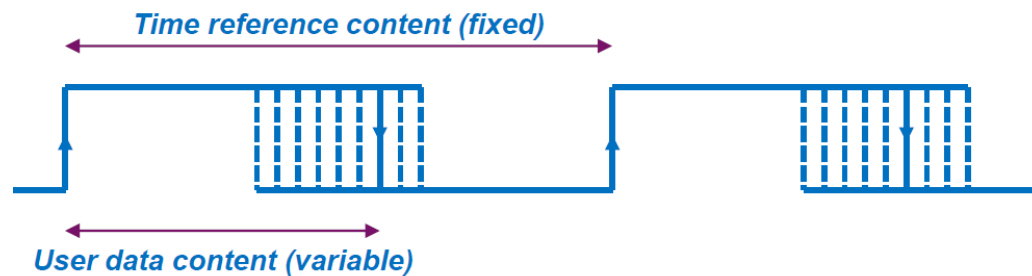 Time reference content (fixed)
User data content (variable)